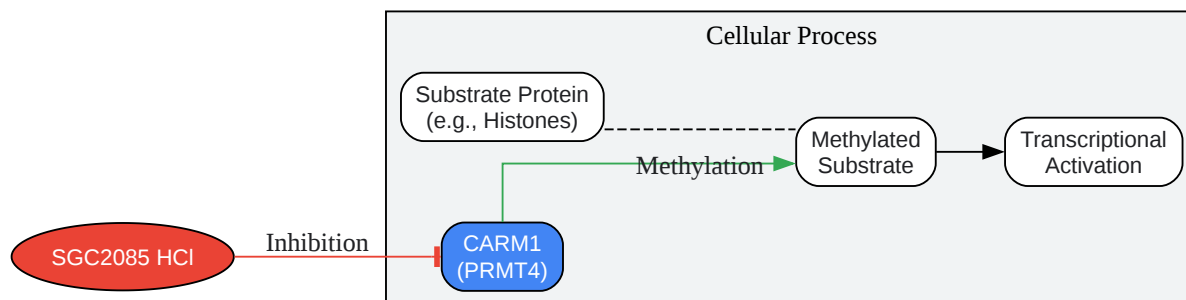 Cellular Process
Substrate Protein
(e.g., Histones)
Methylated
Substrate
Transcriptional
Activation
Methylation
SGC2085 HCl
Inhibition
CARM1
(PRMT4)